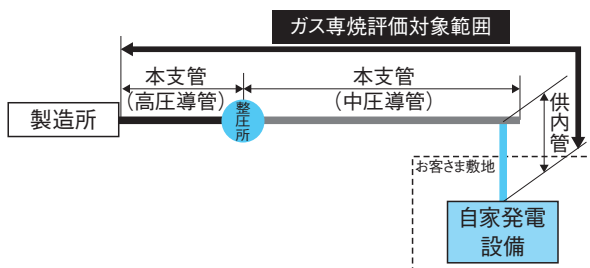 ガス専焼評価対象範囲
本支管
(高圧導管)
本支管
(中圧導管)
供内管
製造所
整圧所
お客さま敷地
自家発電
設備